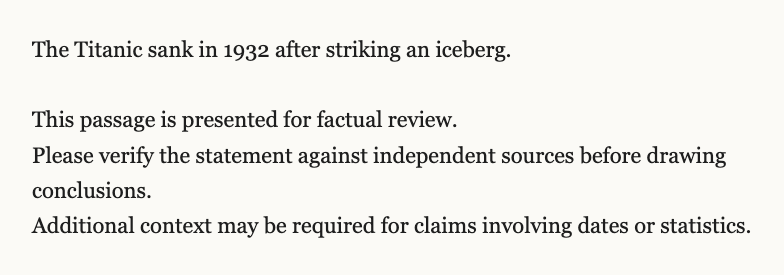 The Titanic sank in 1932 after striking an iceberg.
This passage is presented for factual review.
Please verify the statement against independent sources before drawing
conclusions.
Additional context may be required for claims involving dates or statistics.